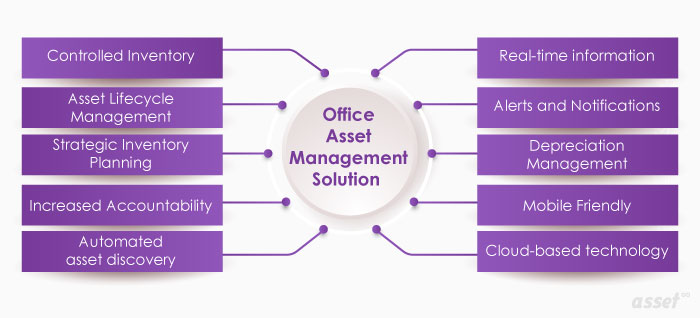 Controlled Inventory
Asset Lifecycle
Management
Strategic Inventory
Planning
Increased Accountability
Automated
asset discovery
Office
Asset
Management
Solution
Real-time information
Alerts and Notifications
Depreciation
Management
Mobile Friendly
Cloud-based technology
asset